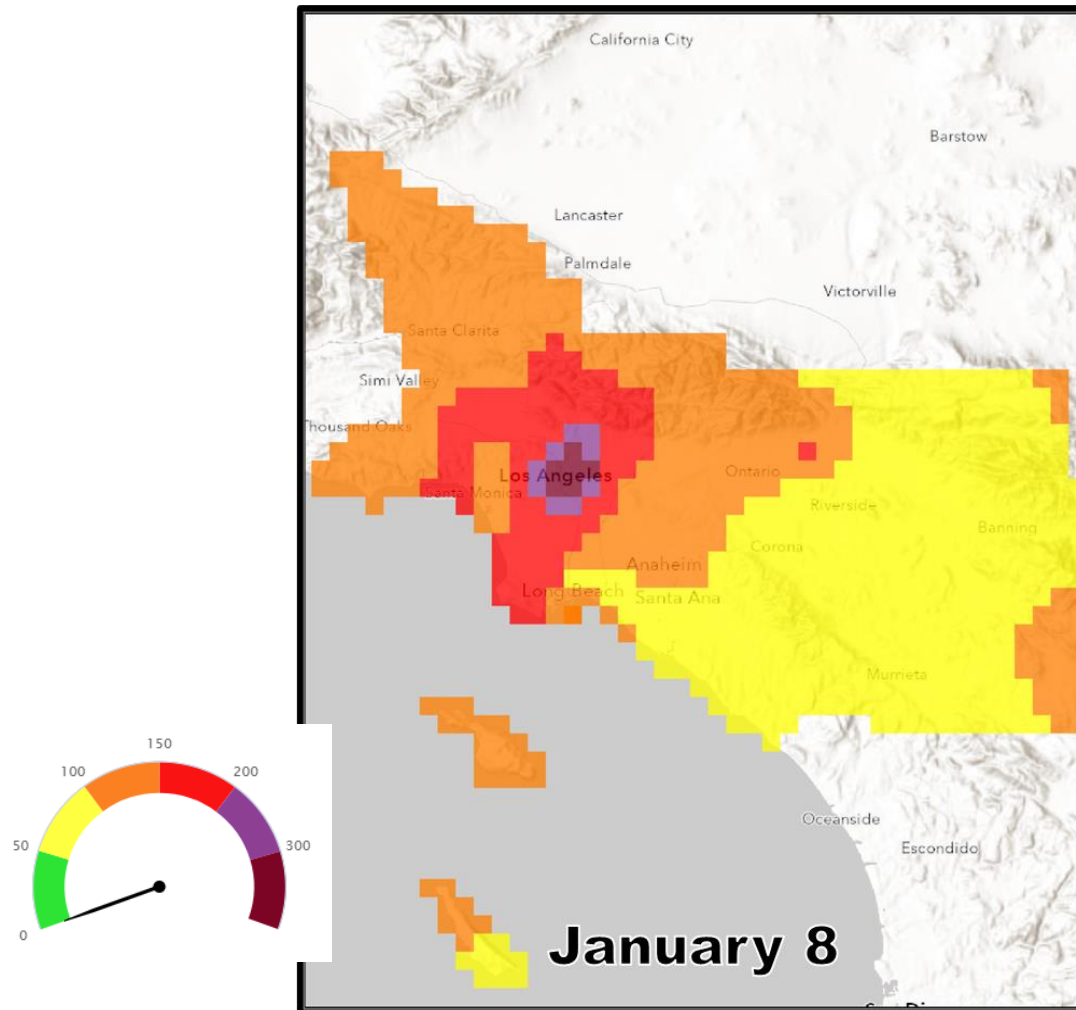 California City
Barstow
Lancaster
Palmdale
Victorville
Santa Clarita
Simi Valley
Thousand Oaks
Los Angeles
Ontario
Santa Monica
Riverside
Banning
Corona
Anaheim
Long Beach
Santa Ana
Murrieta
150
100
200
50
300
0
Oceanside
Escondido
January 8